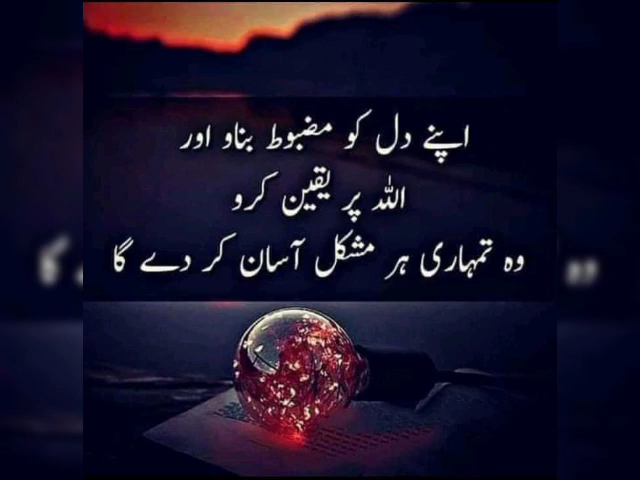 اپنے دل کو مضبوط بناو اور
اللہ پر یقین کرو
وہ تمہاری ہر مشکل آسان کر دے گا